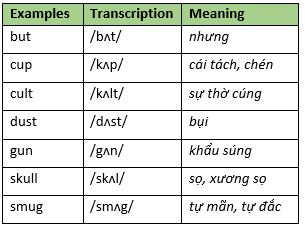 Examples Transcription Meaning
but /bʌt/ nhưng
cup /kʌp/ cái tách, chén
cult /kʌlt/ sự thờ cúng
dust /dʌst/ bụi
gun /gʌn/ khẩu súng
skull /skʌl/ sọ, xương sọ
smug /smʌg/ tự mãn, tự đắc